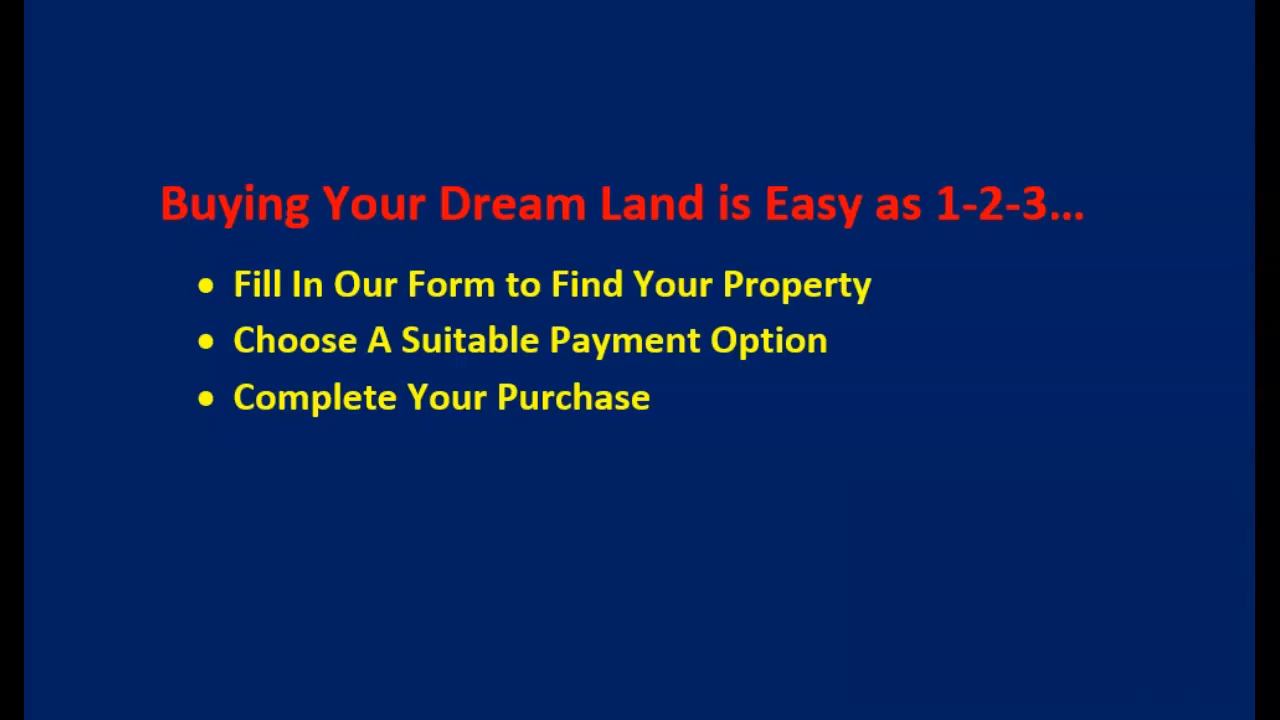 Buying Your Dream Land is Easy as 1-2-3...
• Fill In Our Form to Find Your Property
• Choose A Suitable Payment Option
• Complete Your Purchase